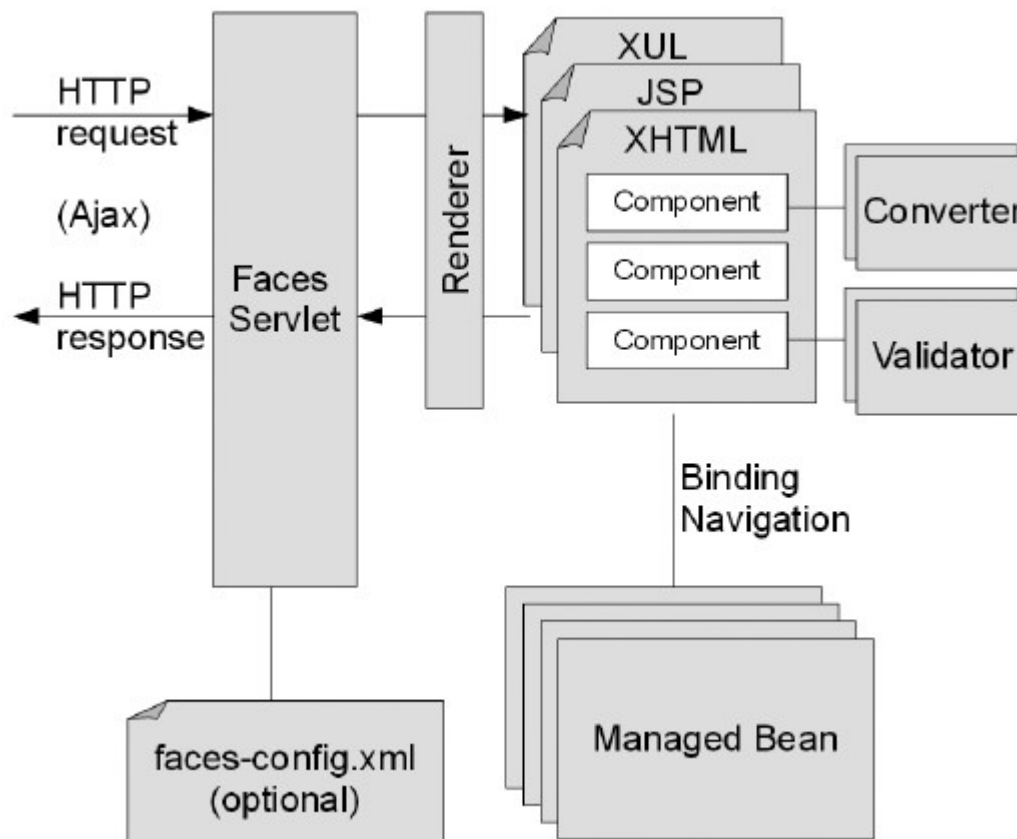 HTTP
request
(Ajax)
HTTP
response
Faces
Servlet
Renderer
XUL
JSP
XHTML
Component
Component
Component
Converter
Validator
Binding
Navigation
faces-config.xml
(optional)
Managed Bean